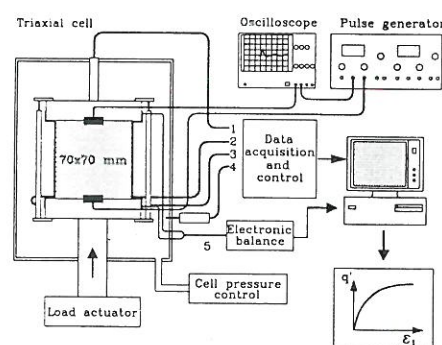 Triaxial cell
Oscilloscope
Pulse generator
70x70 mm
1
2
3
4
Data
acquisition
and
control
5
Electronic
balance
Cell pressure
control
Load actuator
q'
ε1